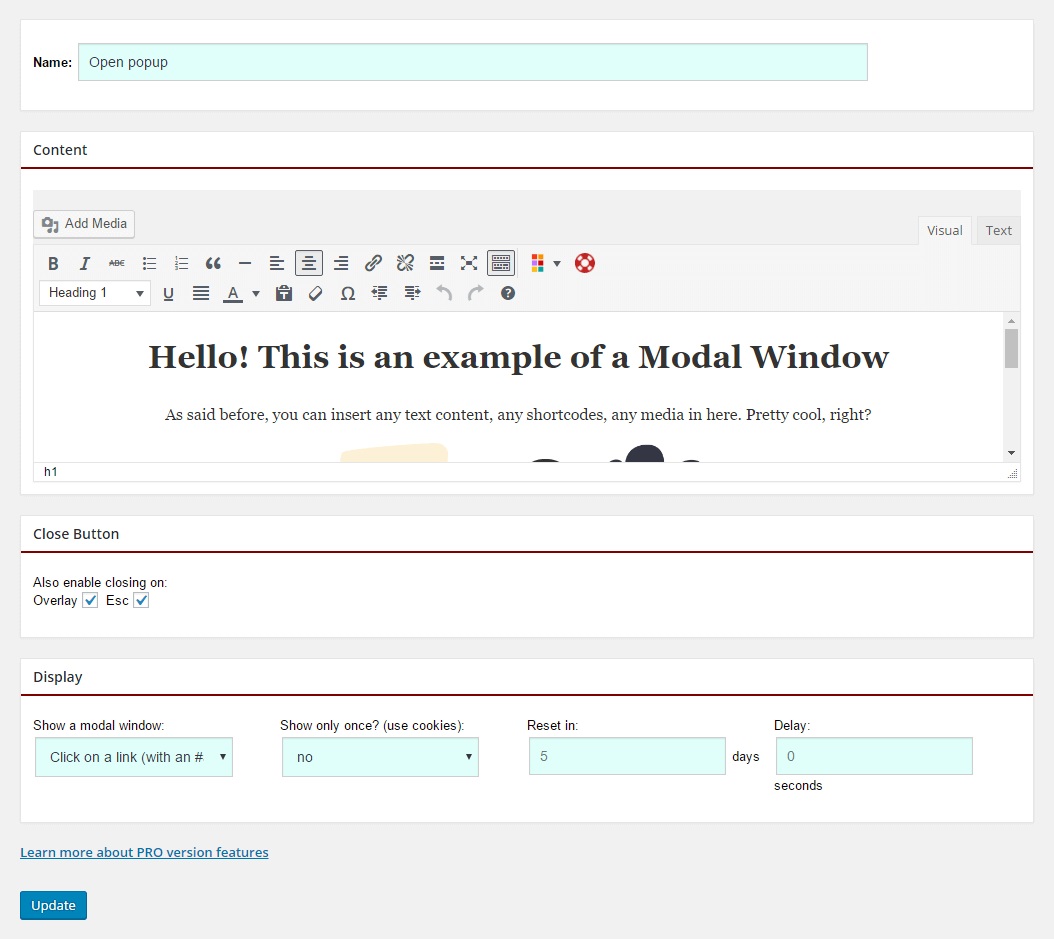 Name: Open popup
Content
Add Media
Visual Text
B I ABC
Heading 1 U A Ω
Hello! This is an example of a Modal Window
As said before, you can insert any text content, any shortcodes, any media in here. Pretty cool, right?
h1
Close Button
Also enable closing on:
Overlay Esc
Display
Show a modal window: Show only once? (use cookies): Reset in: Delay:
Click on a link (with an # no 5 days 0
seconds
Learn more about PRO version features
Update